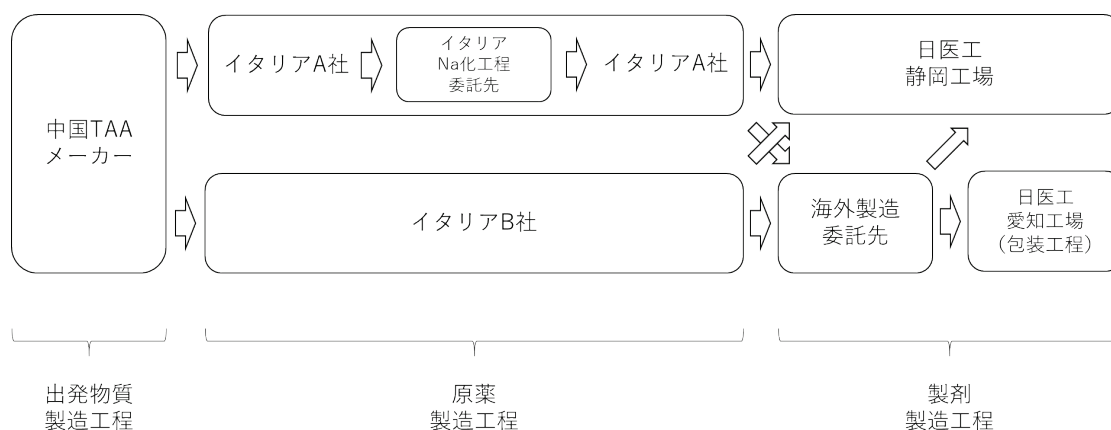 中国TAA
メーカー
イタリアA社
イタリア
Na化工程
委託先
イタリアA社
日医工
静岡工場
イタリアB社
海外製造
委託先
日医工
愛知工場
（包装工程）
出発物質
製造工程
原薬
製造工程
製剤
製造工程